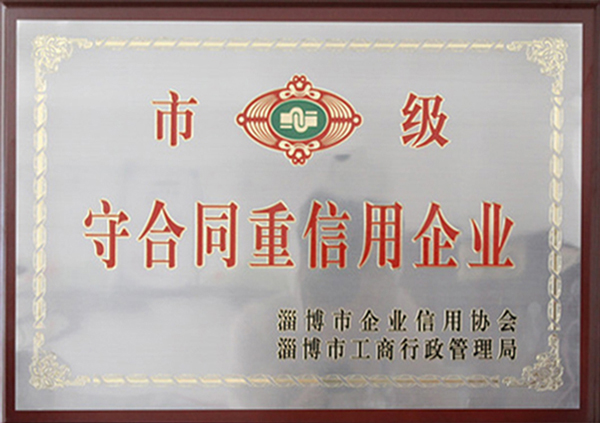 市 级
守合同重信用企业
淄博市企业信用协会
淄博市工商行政管理局